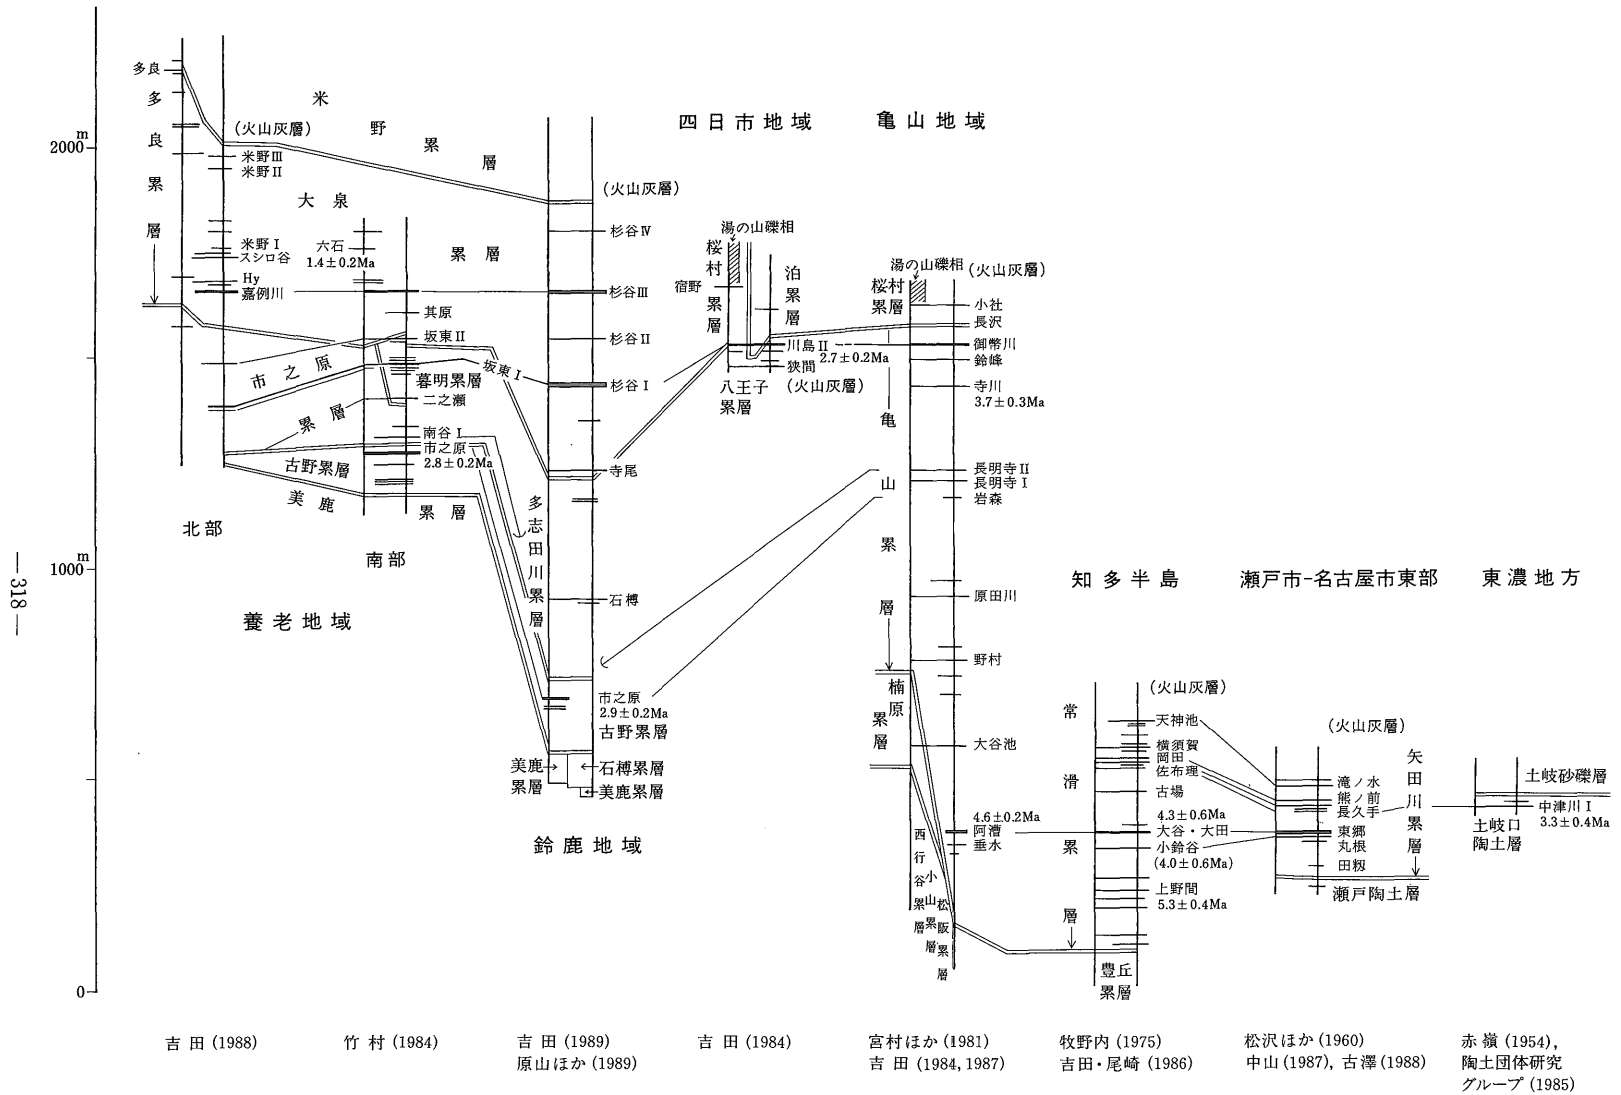 2000 m
1000 m
0
— 318 —
多良
多良累層
(火山灰層)
米野III
米野II
米野累層
大泉累層
米野I
スシロ谷
Hy
嘉例川
六石
1.4±0.2Ma
其原
坂東II
坂東I
市之原累層
暮明累層
二之瀬
南谷I
市之原
2.8±0.2Ma
古野累層
美鹿累層
北部
南部
養老地域
(火山灰層)
杉谷IV
杉谷III
杉谷II
杉谷I
寺尾
多志田川累層
石榑
市之原
2.9±0.2Ma
古野累層
美鹿累層
石榑累層
美鹿累層
鈴鹿地域
四日市地域
湯の山礫相
桜村累層
宿野
泊累層
川島II
2.7±0.2Ma
狭間
八王子累層
(火山灰層)
亀山地域
湯の山礫相
(火山灰層)
桜村累層
小社
長沢
御幣川
鈴峰
寺川
3.7±0.3Ma
亀山累層
長明寺II
長明寺I
岩森
原田川
野村
楠原累層
大谷池
4.6±0.2Ma
阿漕
垂水
西行谷累層
小山累層
松阪累層
知多半島
(火山灰層)
常滑累層
天神池
横須賀
岡田
佐布理
古場
4.3±0.6Ma
大谷・大田
小鈴谷
(4.0±0.6Ma)
上野間
5.3±0.4Ma
豊丘累層
瀬戸市–名古屋市東部
(火山灰層)
滝ノ水
熊ノ前
長久手
東郷
丸根
田籾
矢田川累層
瀬戸陶土層
東濃地方
土岐砂礫層
中津川I
3.3±0.4Ma
土岐口陶土層
吉田(1988)
竹村(1984)
吉田(1989)
原山ほか(1989)
吉田(1984)
宮村ほか(1981)
吉田(1984, 1987)
牧野内(1975)
吉田・尾崎(1986)
松沢ほか(1960)
中山(1987), 古澤(1988)
赤嶺(1954),
陶土団体研究
グループ(1985)